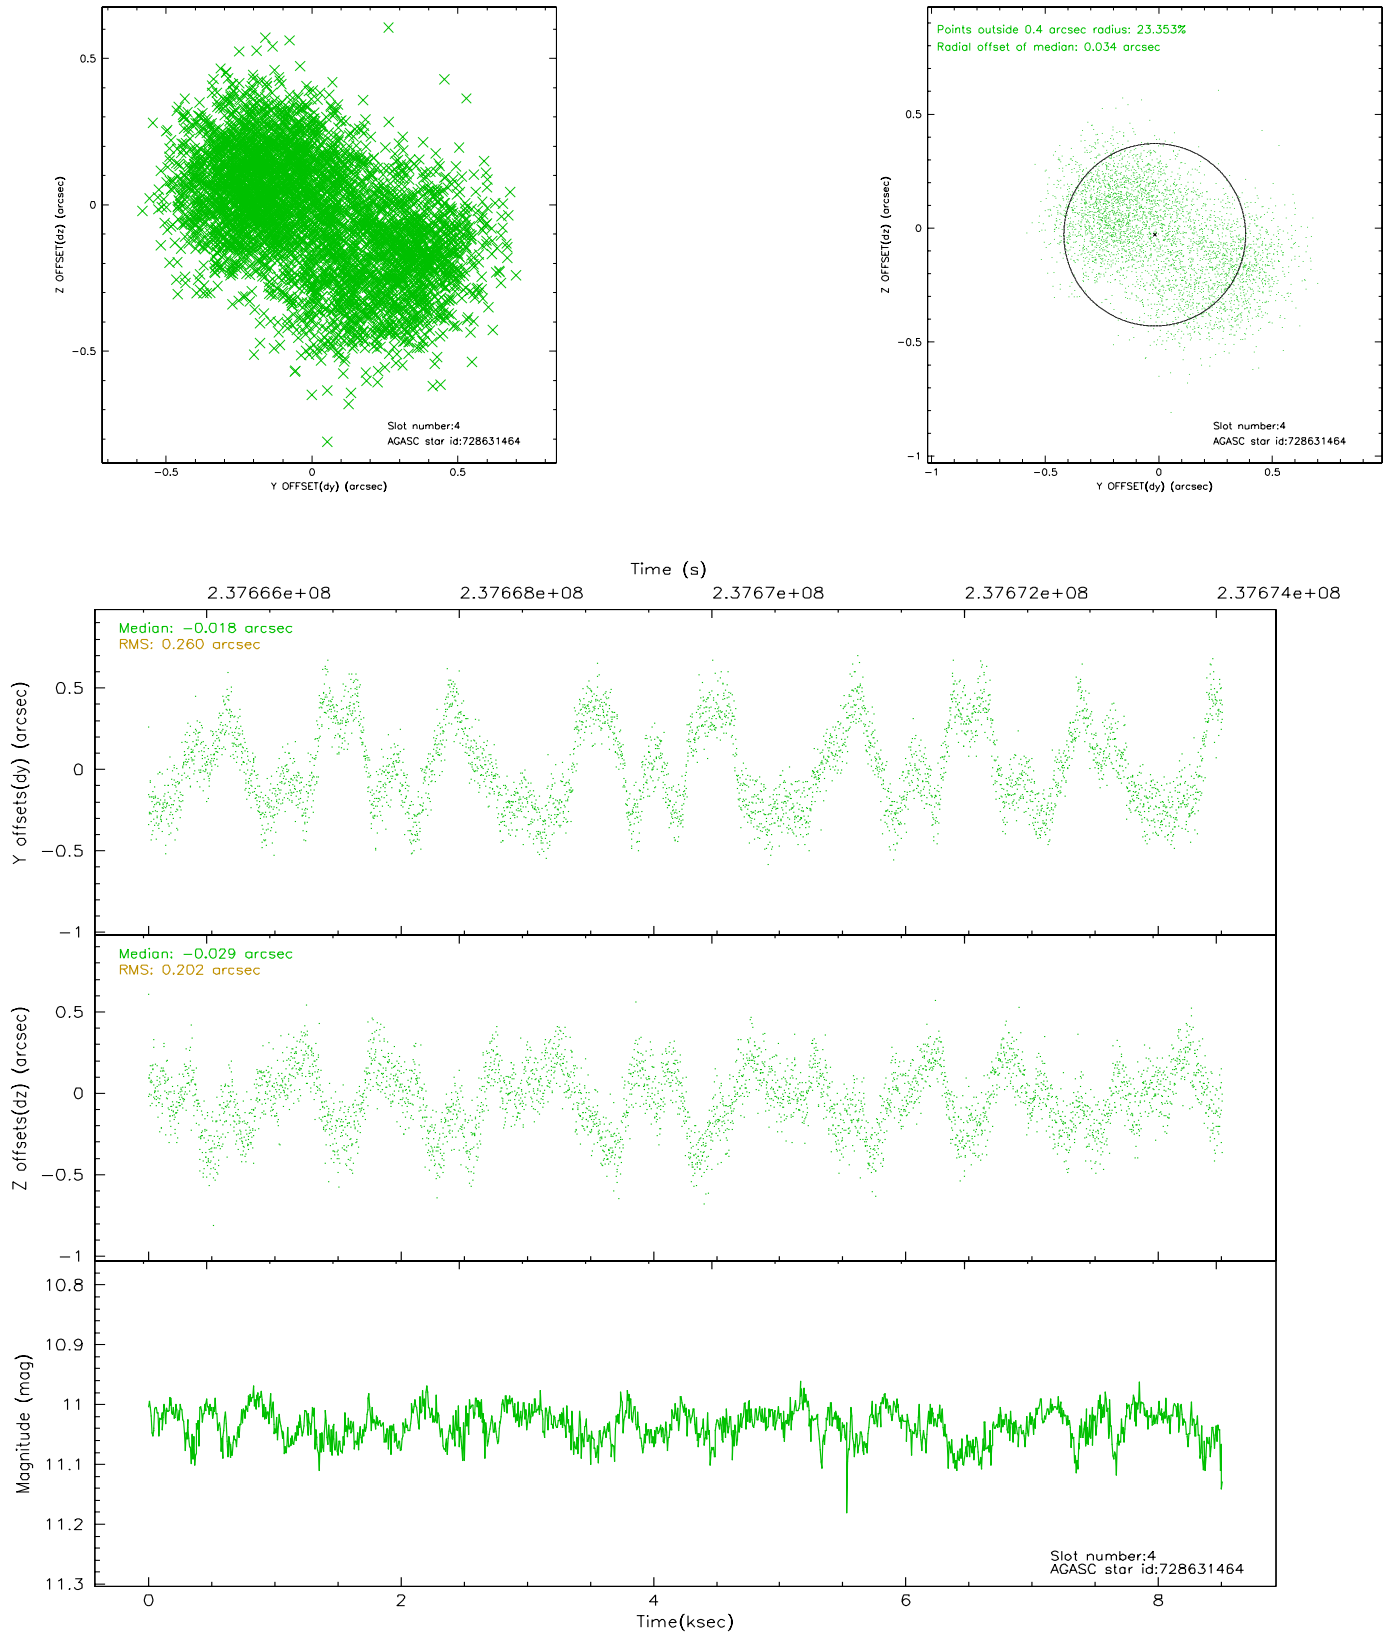 0.5
0
-0.5
Z OFFSET(dz) (arcsec)
Slot number:4
AGASC star id:728631464
-0.5
0
0.5
Y OFFSET(dy) (arcsec)
Points outside 0.4 arcsec radius: 23.353%
Radial offset of median: 0.034 arcsec
0.5
0
-0.5
-1
Z OFFSET(dz) (arcsec)
Slot number:4
AGASC star id:728631464
-1
-0.5
0
0.5
Y OFFSET(dy) (arcsec)
Time (s)
2.37666e+08
2.37668e+08
2.3767e+08
2.37672e+08
2.37674e+08
Median: -0.018 arcsec
RMS: 0.260 arcsec
0.5
0
-0.5
-1
Y offsets(dy) (arcsec)
Median: -0.029 arcsec
RMS: 0.202 arcsec
0.5
0
-0.5
-1
Z offsets(dz) (arcsec)
10.8
10.9
11
11.1
11.2
11.3
Magnitude (mag)
Slot number:4
AGASC star id:728631464
0
2
4
6
8
Time(ksec)